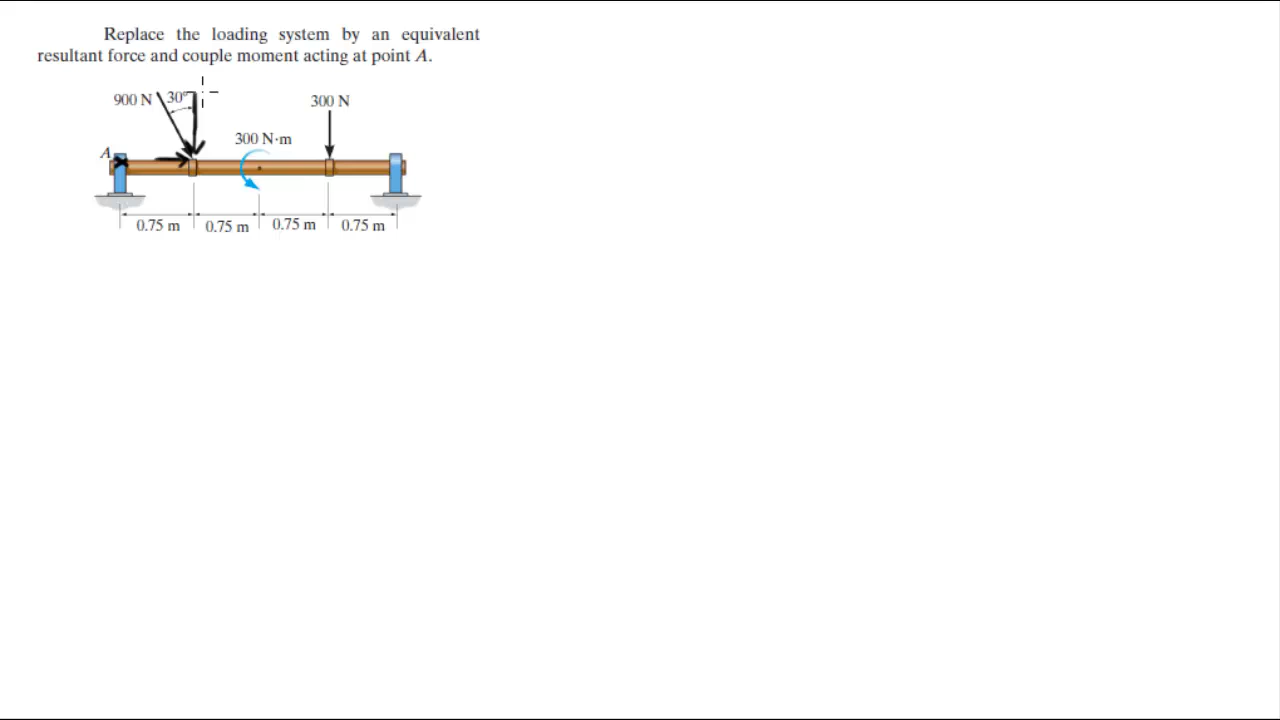 Replace the loading system by an equivalent
resultant force and couple moment acting at point A.
900 N 30° 300 N
300 N·m
A
0.75 m 0.75 m 0.75 m 0.75 m